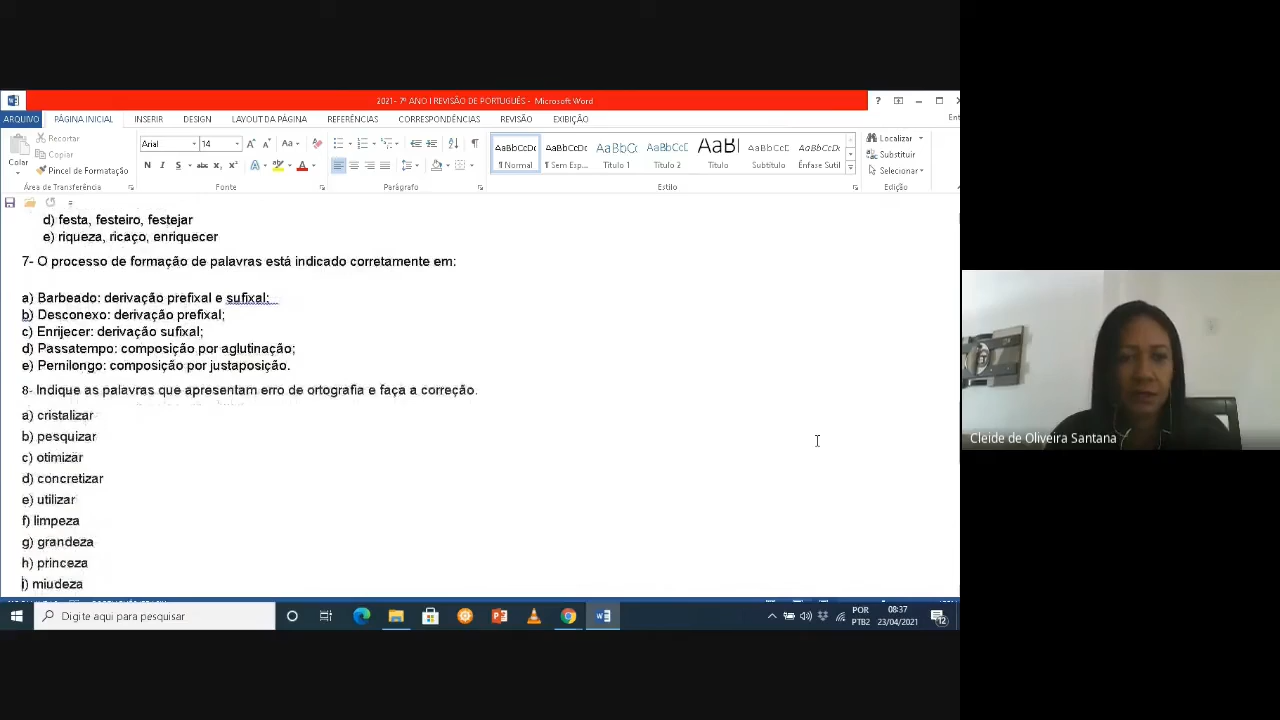 2021- 7º ANO I REVISÃO DE PORTUGUÊS - Microsoft Word
ARQUIVO PÁGINA INICIAL INSERIR DESIGN LAYOUT DA PÁGINA REFERÊNCIAS CORRESPONDÊNCIAS REVISÃO EXIBIÇÃO Ent
Colar
Recortar
Copiar
Pincel de Formatação
Área de Transferência
Arial 14
Fonte
Parágrafo
AaBbCcDc AaBbCcDc AaBbC( AaBbCcE AaBl AaBbCcD AaBbCcDc
¶ Normal ¶ Sem Esp... Título 1 Título 2 Título Subtítulo Ênfase Sutil
Estilo
Localizar
Substituir
Selecionar
Edição
d) festa, festeiro, festejar
e) riqueza, ricaço, enriquecer
7- O processo de formação de palavras está indicado corretamente em:
a) Barbeado: derivação prefixal e sufixal;
b) Desconexo: derivação prefixal;
c) Enrijecer: derivação sufixal;
d) Passatempo: composição por aglutinação;
e) Pernilongo: composição por justaposição.
8- Indique as palavras que apresentam erro de ortografia e faça a correção.
a) cristalizar
b) pesquizar
c) otimizar
d) concretizar
e) utilizar
f) limpeza
g) grandeza
h) princeza
i) miudeza
Digite aqui para pesquisar
POR
PTB2
08:37
23/04/2021
12
Cleide de Oliveira Santana